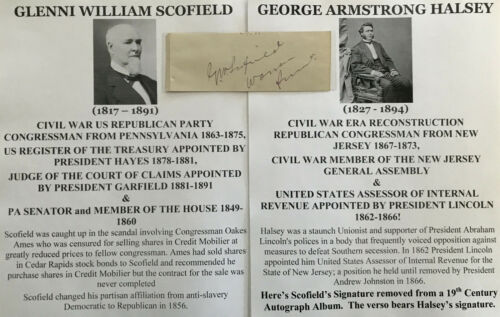 GLENNI WILLIAM SCOFIELD
(1817 – 1891)
CIVIL WAR US REPUBLICAN PARTY
CONGRESSMAN FROM PENNSYLVANIA 1863-1875,
US REGISTER OF THE TREASURY APPOINTED BY
PRESIDENT HAYES 1878-1881,
JUDGE OF THE COURT OF CLAIMS APPOINTED
BY PRESIDENT GARFIELD 1881-1891
&
PA SENATOR and MEMBER OF THE HOUSE 1849-
1860
Scofield was caught up in the scandal involving Congressman Oakes
Ames who was censured for selling shares in Credit Mobilier at
greatly reduced prices to fellow congressmen. Ames had sold shares
in Cedar Rapids stock bonds to Scofield and recommended he
purchase shares in Credit Mobilier but the contract for the sale was
never completed
Scofield changed his partisan affiliation from anti-slavery
Democratic to Republican in 1856.
GWScofield
Warren
Penna.
GEORGE ARMSTRONG HALSEY
(1827 - 1894)
CIVIL WAR ERA RECONSTRUCTION
REPUBLICAN CONGRESSMAN FROM NEW
JERSEY 1867-1873,
CIVIL WAR MEMBER OF THE NEW JERSEY
GENERAL ASSEMBLY
&
UNITED STATES ASSESSOR OF INTERNAL
REVENUE APPOINTED BY PRESIDENT LINCOLN
1862-1866!
Halsey was a staunch Unionist and supporter of President Abraham
Lincoln's polices in a body that frequently voiced opposition against
measures to defeat Southern secession. In 1862 President Lincoln
appointed him United States Assessor of Internal Revenue for the
State of New Jersey; a position he held until removed by President
Andrew Johnston in 1866.
Here's Scofield's Signature removed from a 19th Century
Autograph Album. The verso bears Halsey's signature.